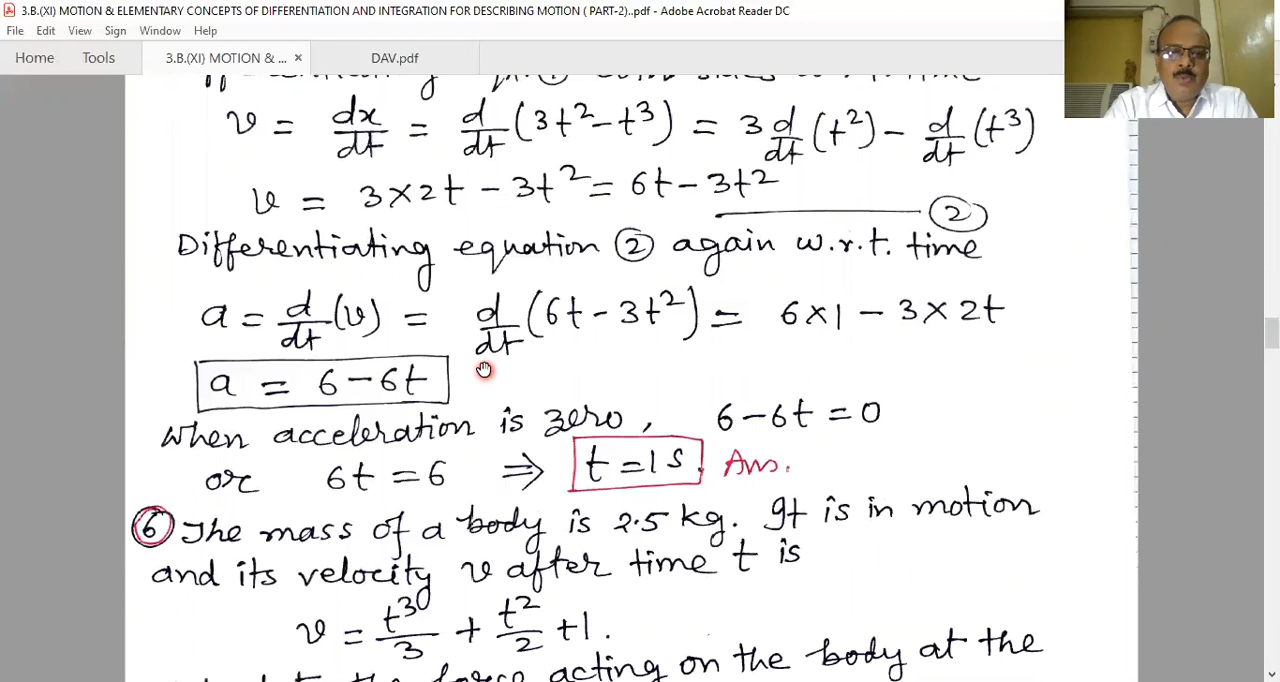 3.B.(XI) MOTION & ELEMENTARY CONCEPTS OF DIFFERENTIATION AND INTEGRATION FOR DESCRIBING MOTION ( PART-2)..pdf - Adobe Acrobat Reader DC
File Edit View Sign Window Help
Home Tools 3.B.(XI) MOTION & ... × DAV.pdf
v = dx/dt = d/dt (3t² - t³) = 3 d/dt (t²) - d/dt (t³)
v = 3×2t - 3t² = 6t - 3t²
②
Differentiating equation ② again w.r.t. time
a = d/dt (v) = d/dt (6t - 3t²) = 6×1 - 3×2t
a = 6 - 6t
When acceleration is zero, 6 - 6t = 0
or 6t = 6 ⇒ t = 1 s. Ans.
⑥ The mass of a body is 2.5 kg. It is in motion
and its velocity v after time t is
v = t³/3 + t²/2 + 1.
acting on the body at the